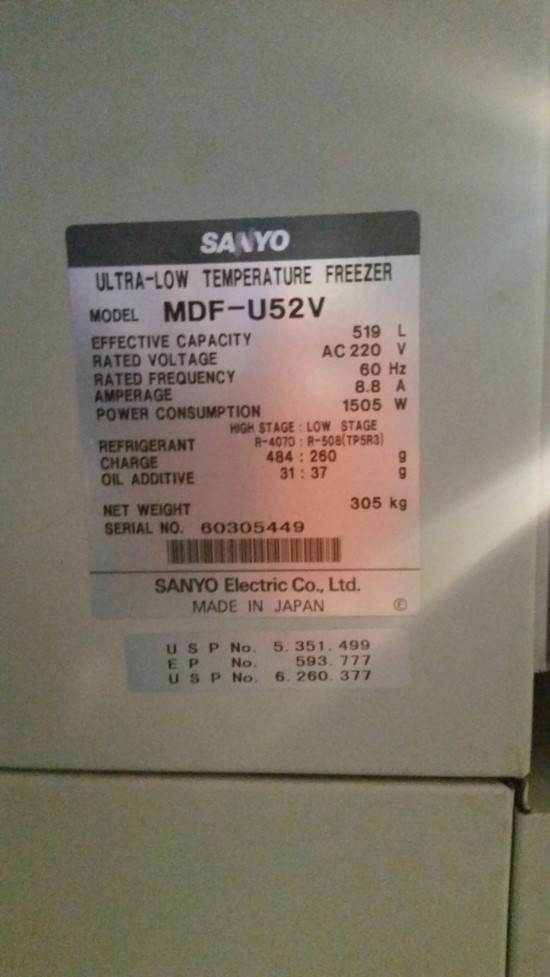 SANYO
ULTRA-LOW TEMPERATURE FREEZER
MODEL MDF-U52V
EFFECTIVE CAPACITY 519 L
RATED VOLTAGE AC 220 V
RATED FREQUENCY 60 Hz
AMPERAGE 8.8 A
POWER CONSUMPTION 1505 W
HIGH STAGE : LOW STAGE
REFRIGERANT R-407D : R-508(TP5R3)
CHARGE 484 : 260 g
OIL ADDITIVE 31 : 37 g
NET WEIGHT 305 kg
SERIAL NO. 60305449
SANYO Electric Co., Ltd.
MADE IN JAPAN Ⓔ
U S P No. 5. 351. 499
E P No. 593. 777
U S P No. 6. 260. 377